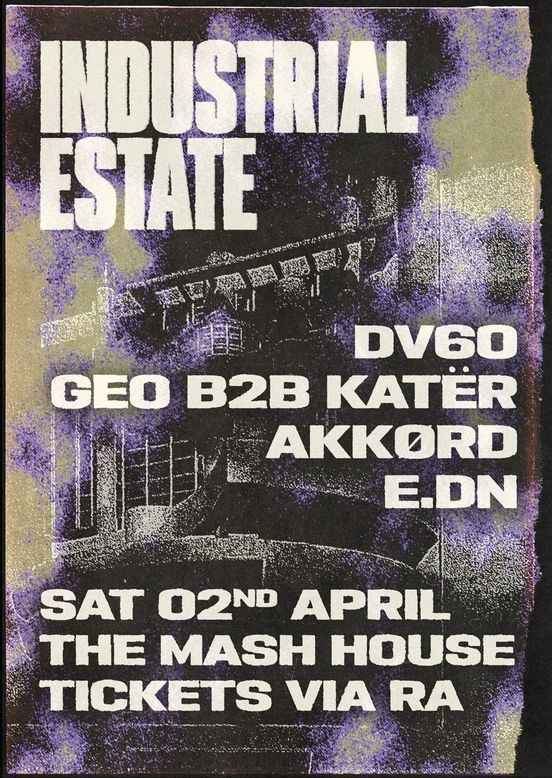 INDUSTRIAL
ESTATE
DV60
GEO B2B KATËR
AKKØRD
E.DN
SAT 02ND APRIL
THE MASH HOUSE
TICKETS VIA RA